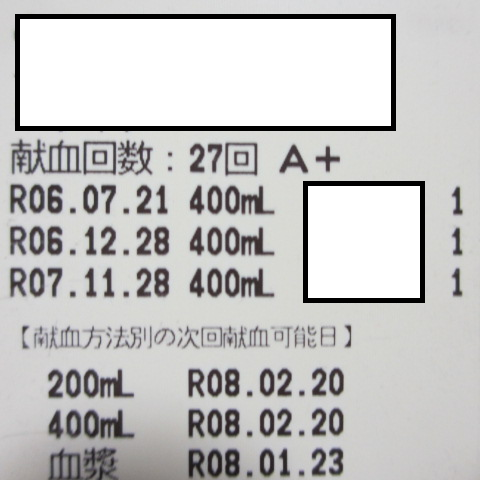 献血回数：27回 A＋
R06.07.21 400mL 1
R06.12.28 400mL 1
R07.11.28 400mL 1
【献血方法別の次回献血可能日】
200mL R08.02.20
400mL R08.02.20
血漿 R08.01.23